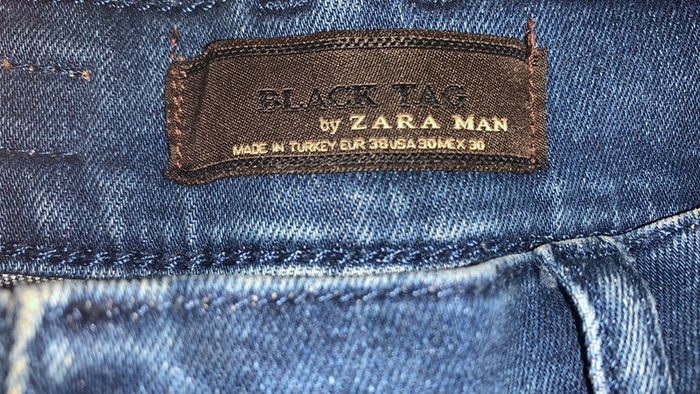 BLACK TAG
by ZARA MAN
MADE IN TURKEY EUR 38 USA 30 MEX 30